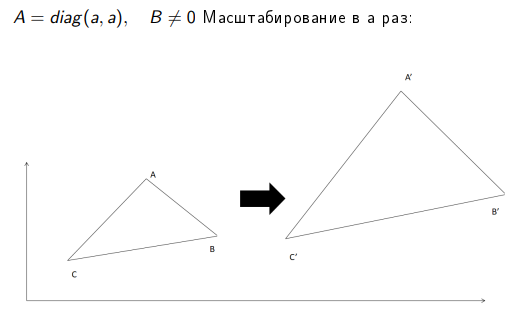 A = diag(a, a), B ≠ 0 Масштабирование в a раз:
A′
A
B′
B
C′
C